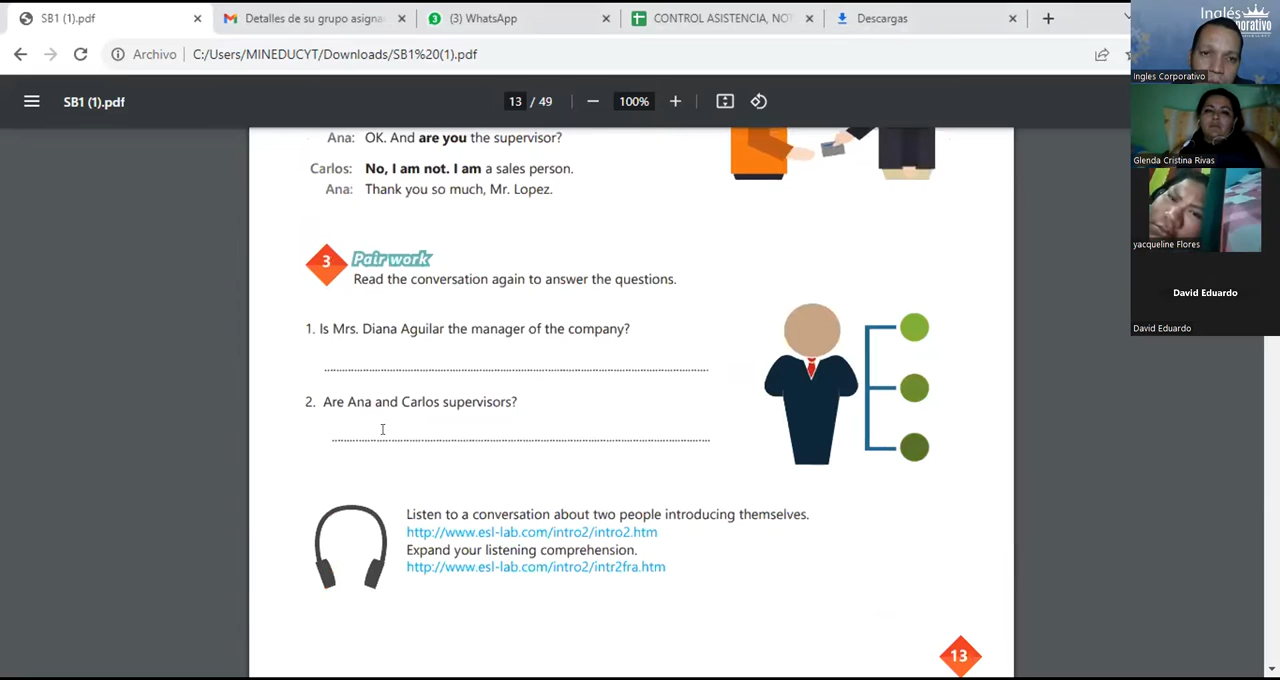 SB1 (1).pdf
Detalles de su grupo asigna
(3) WhatsApp
CONTROL ASISTENCIA, NO
Descargas
Archivo
C:/Users/MINEDUCYT/Downloads/SB1%20(1).pdf
SB1 (1).pdf
13 / 49
100%
Ana: OK. And are you the supervisor?
Carlos: No, I am not. I am a sales person.
Ana: Thank you so much, Mr. Lopez.
3 Pair work
Read the conversation again to answer the questions.
1. Is Mrs. Diana Aguilar the manager of the company?
2. Are Ana and Carlos supervisors?
Listen to a conversation about two people introducing themselves.
http://www.esl-lab.com/intro2/intro2.htm
Expand your listening comprehension.
http://www.esl-lab.com/intro2/intr2fra.htm
13
Inglés
Ingles Corporativo
Glenda Cristina Rivas
yacqueline Flores
David Eduardo
David Eduardo